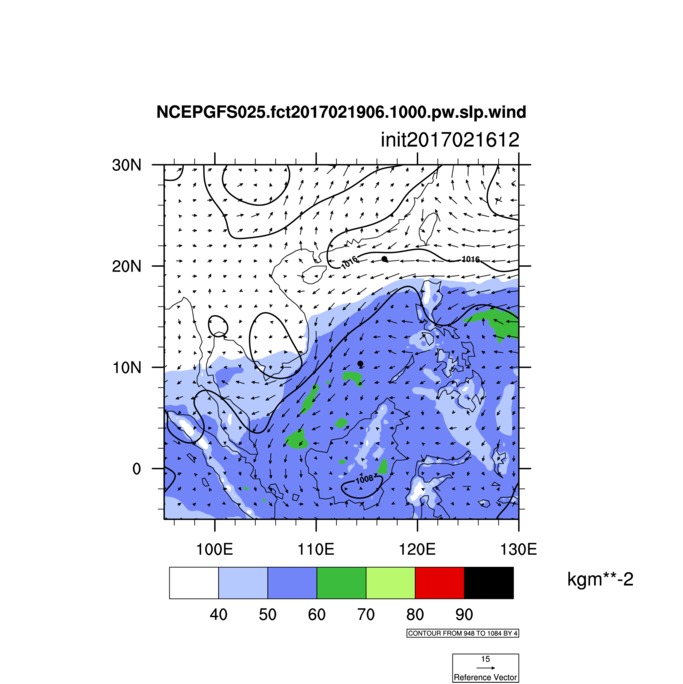 NCEPGFS025.fct2017021906.1000.pw.slp.wind
init2017021612
30N
20N
10N
0
1016
1016
1008
100E 110E 120E 130E
kgm**-2
40 50 60 70 80 90
CONTOUR FROM 948 TO 1084 BY 4
15
Reference Vector